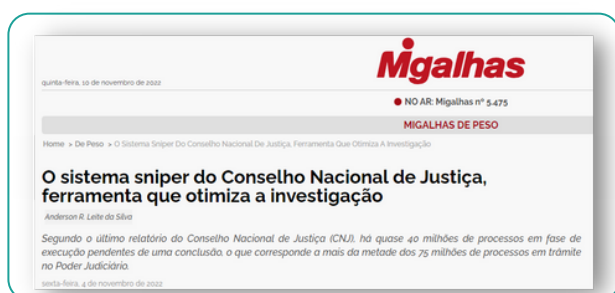 Migalhas
quinta-feira, 10 de novembro de 2022
NO AR: Migalhas nº 5.475
MIGALHAS DE PESO
Home > De Peso > O Sistema Sniper Do Conselho Nacional De Justiça, Ferramenta Que Otimiza A Investigação
O sistema sniper do Conselho Nacional de Justiça,
ferramenta que otimiza a investigação
Anderson R. Leite da Silva
Segundo o último relatório do Conselho Nacional de Justiça (CNJ), há quase 40 milhões de processos em fase de
execução pendentes de uma conclusão, o que corresponde a mais da metade dos 75 milhões de processos em trâmite
no Poder Judiciário.
sexta-feira, 4 de novembro de 2022